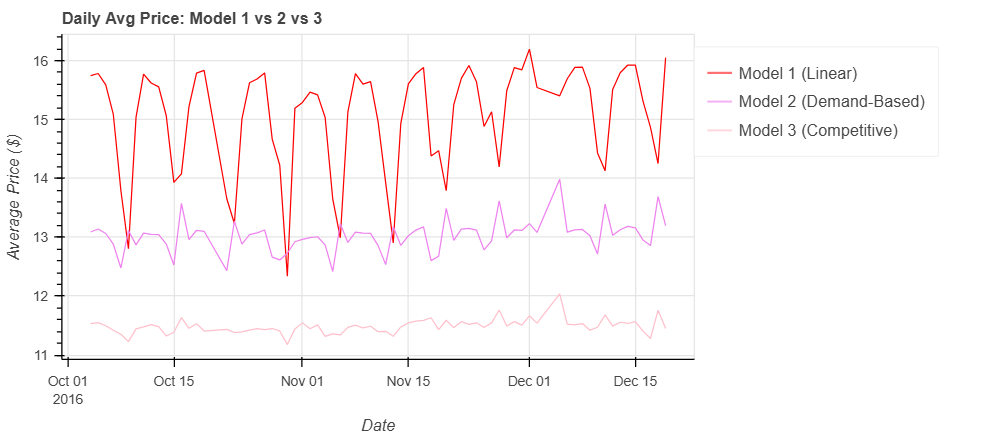 Daily Avg Price: Model 1 vs 2 vs 3
Average Price ($)
16
15
14
13
12
11
Oct 01 Oct 15 Nov 01 Nov 15 Dec 01 Dec 15
2016
Date
Model 1 (Linear)
Model 2 (Demand-Based)
Model 3 (Competitive)